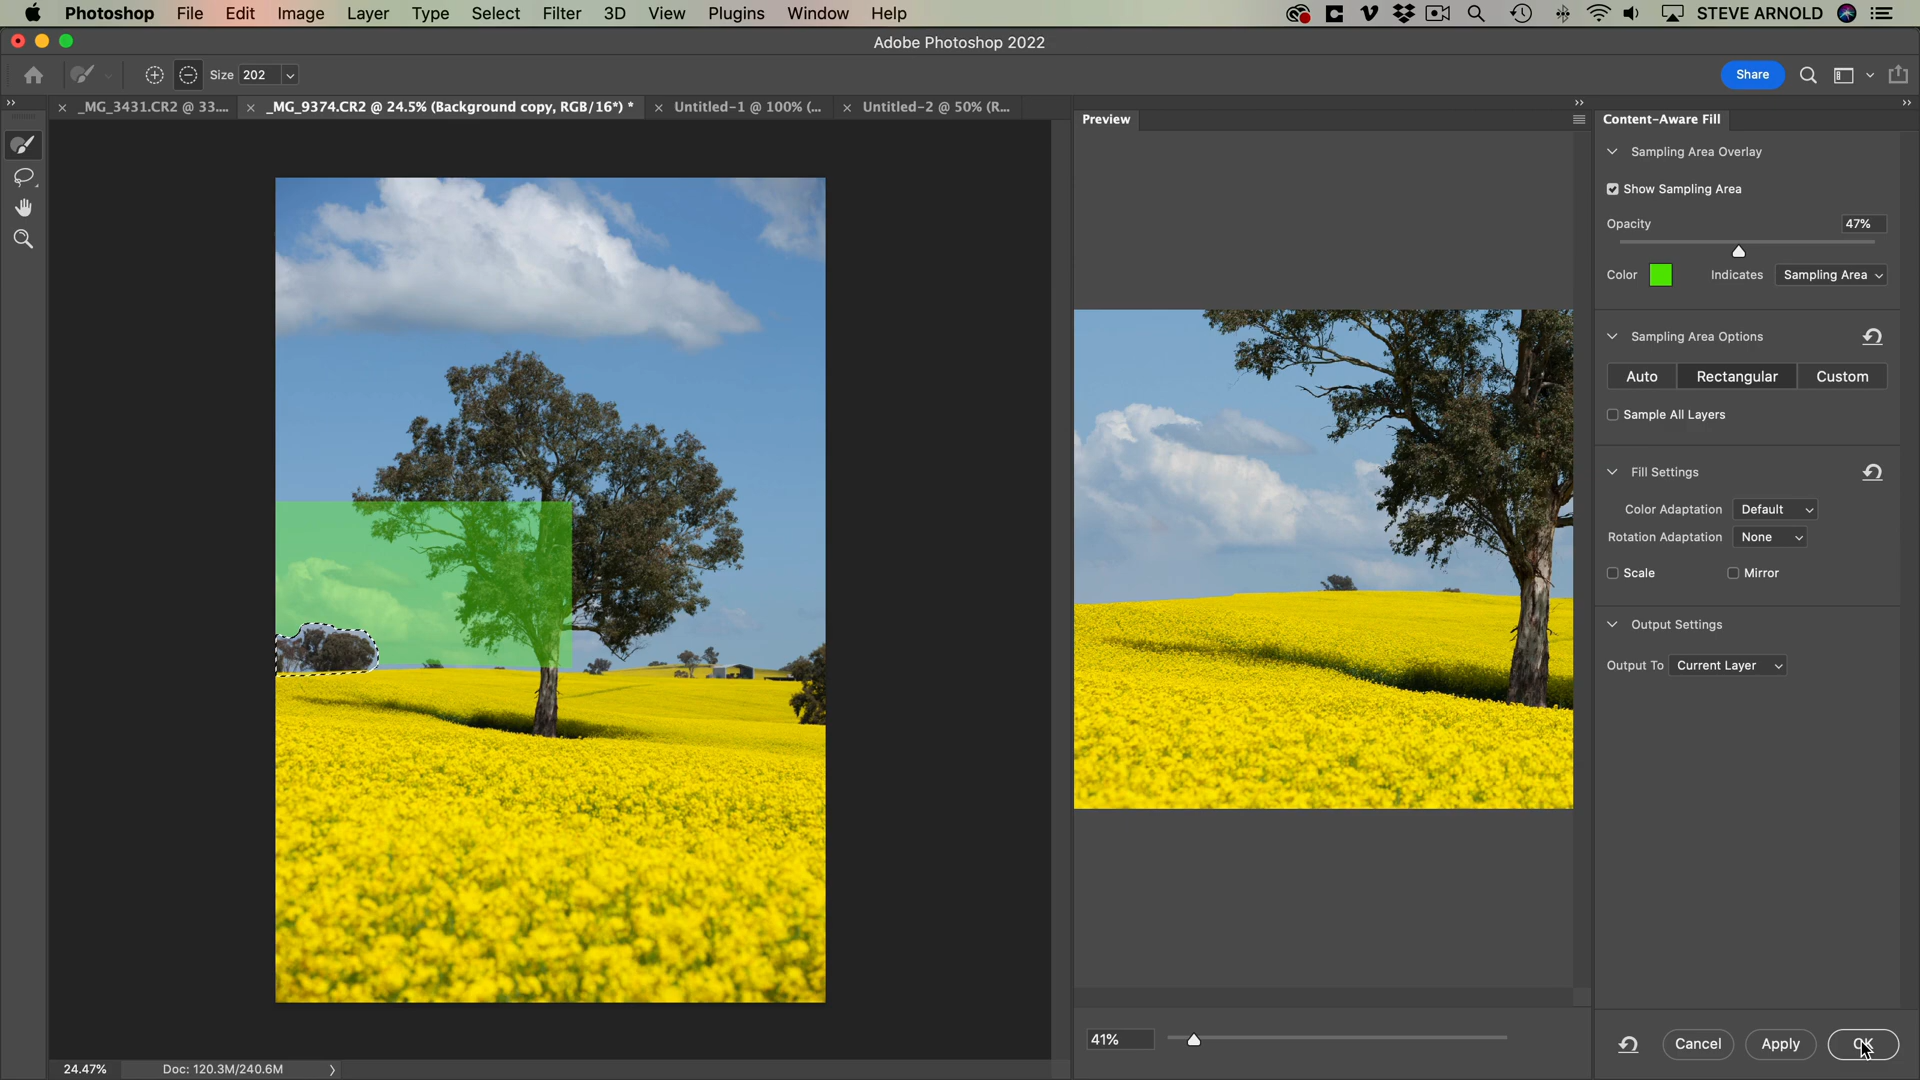 Photoshop File Edit Image Layer Type Select Filter 3D View Plugins Window Help STEVE ARNOLD
Adobe Photoshop 2022
Size 202 Share
_MG_3431.CR2 @ 33.... _MG_9374.CR2 @ 24.5% (Background copy, RGB/16*) * Untitled-1 @ 100% (... Untitled-2 @ 50% (R...
Preview
Content-Aware Fill
Sampling Area Overlay
Show Sampling Area
Opacity 47%
Color Indicates Sampling Area
Sampling Area Options
Auto Rectangular Custom
Sample All Layers
Fill Settings
Color Adaptation Default
Rotation Adaptation None
Scale Mirror
Output Settings
Output To Current Layer
41%
Cancel Apply OK
24.47% Doc: 120.3M/240.6M